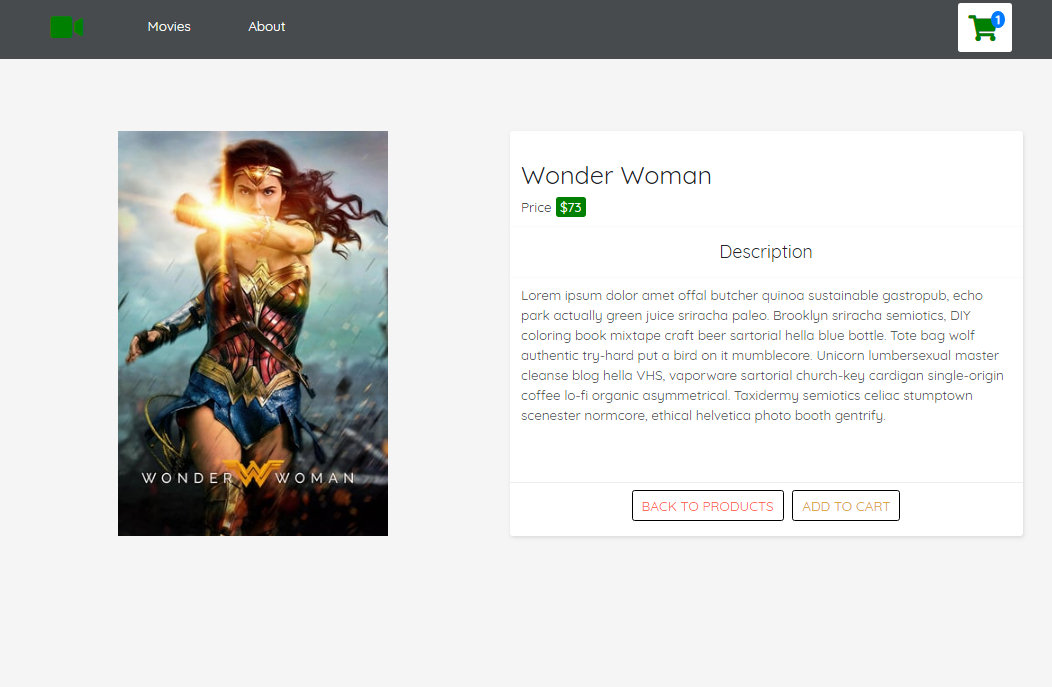 Movies About 1
WONDER WOMAN
Wonder Woman
Price $73
Description
Lorem ipsum dolor amet offal butcher quinoa sustainable gastropub, echo
park actually green juice sriracha paleo. Brooklyn sriracha semiotics, DIY
coloring book mixtape craft beer sartorial hella blue bottle. Tote bag wolf
authentic try-hard put a bird on it mumblecore. Unicorn lumbersexual master
cleanse blog hella VHS, vaporware sartorial church-key cardigan single-origin
coffee lo-fi organic asymmetrical. Taxidermy semiotics celiac stumptown
scenester normcore, ethical helvetica photo booth gentrify.
BACK TO PRODUCTS ADD TO CART